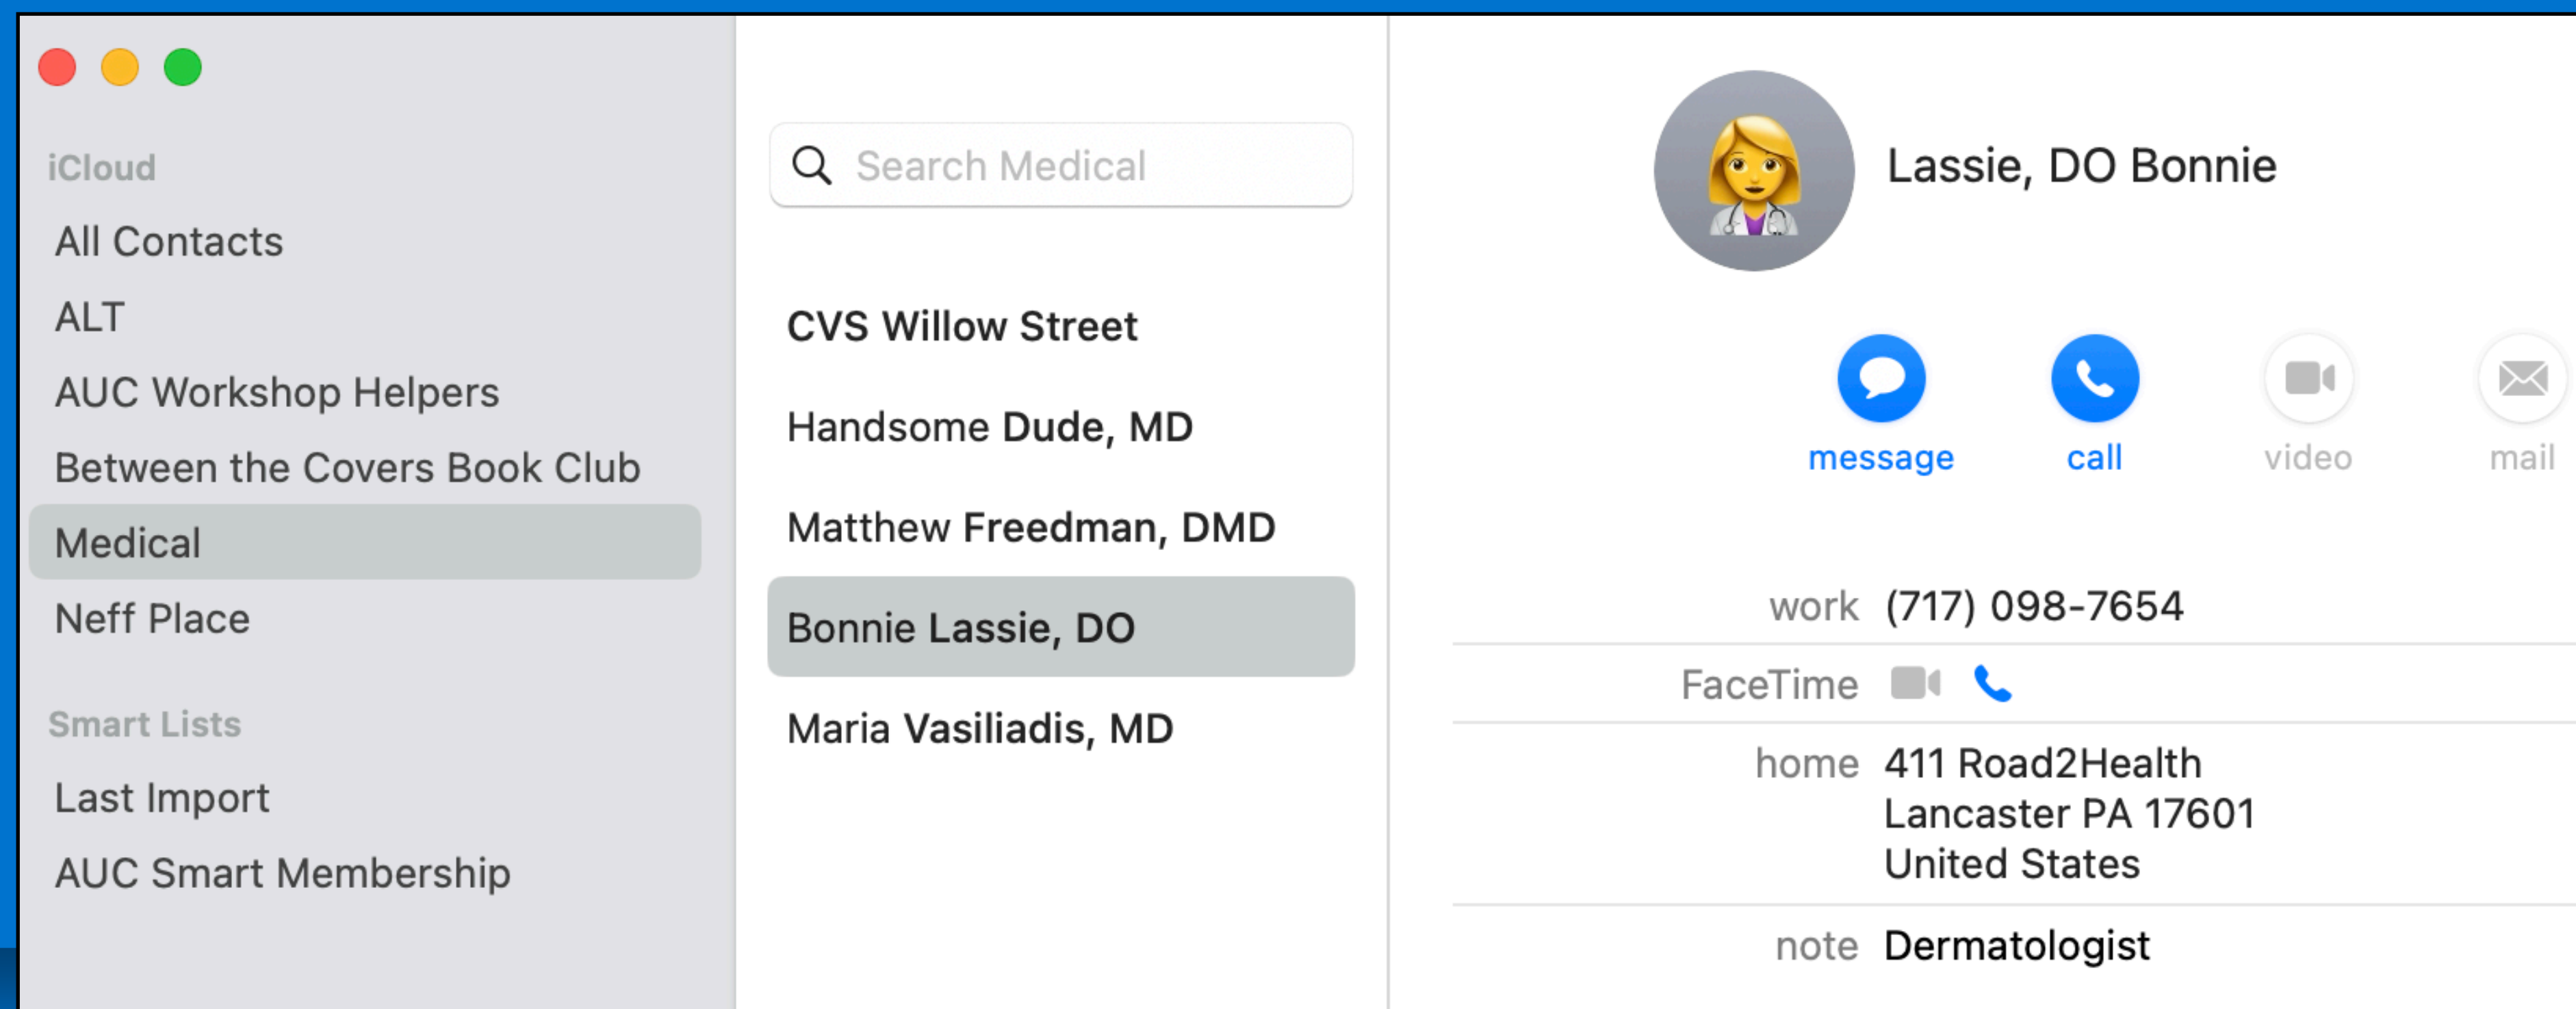 iCloud
All Contacts
ALT
AUC Workshop Helpers
Between the Covers Book Club
Medical
Neff Place
Smart Lists
Last Import
AUC Smart Membership
Search Medical
CVS Willow Street
Handsome Dude, MD
Matthew Freedman, DMD
Bonnie Lassie, DO
Maria Vasiliadis, MD
Lassie, DO Bonnie
message call video mail
work (717) 098-7654
FaceTime
home 411 Road2Health
Lancaster PA 17601
United States
note Dermatologist